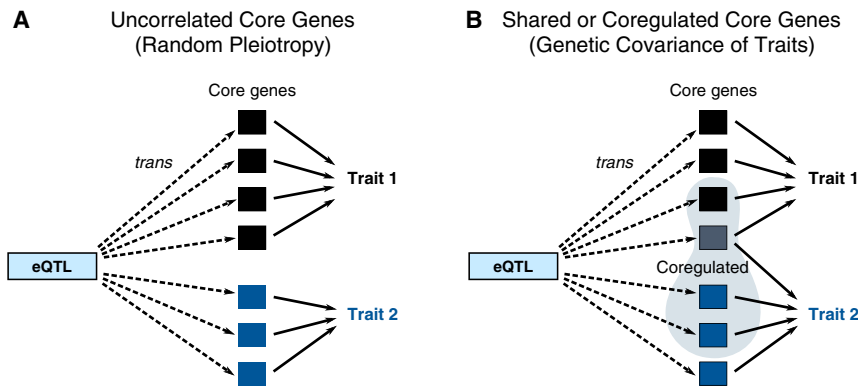 A
Uncorrelated Core Genes
(Random Pleiotropy)
Core genes
trans
Trait 1
eQTL
Trait 2
B
Shared or Coregulated Core Genes
(Genetic Covariance of Traits)
Core genes
trans
Trait 1
eQTL
Coregulated
Trait 2